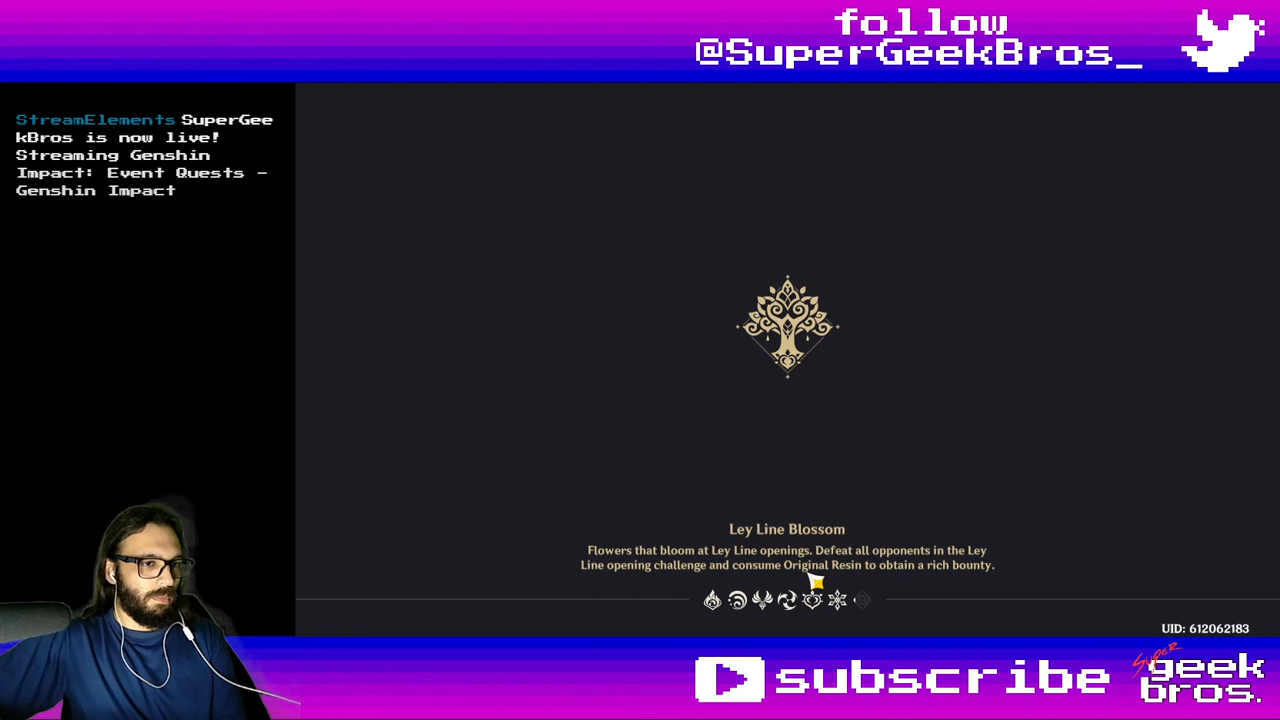 follow
@SuperGeekBros_
StreamElements SuperGee
kBros is now live!
Streaming Genshin
Impact: Event Quests -
Genshin Impact
Ley Line Blossom
Flowers that bloom at Ley Line openings. Defeat all opponents in the Ley
Line opening challenge and consume Original Resin to obtain a rich bounty.
UID: 612062183
subscribe
SUPER
geek
bros.